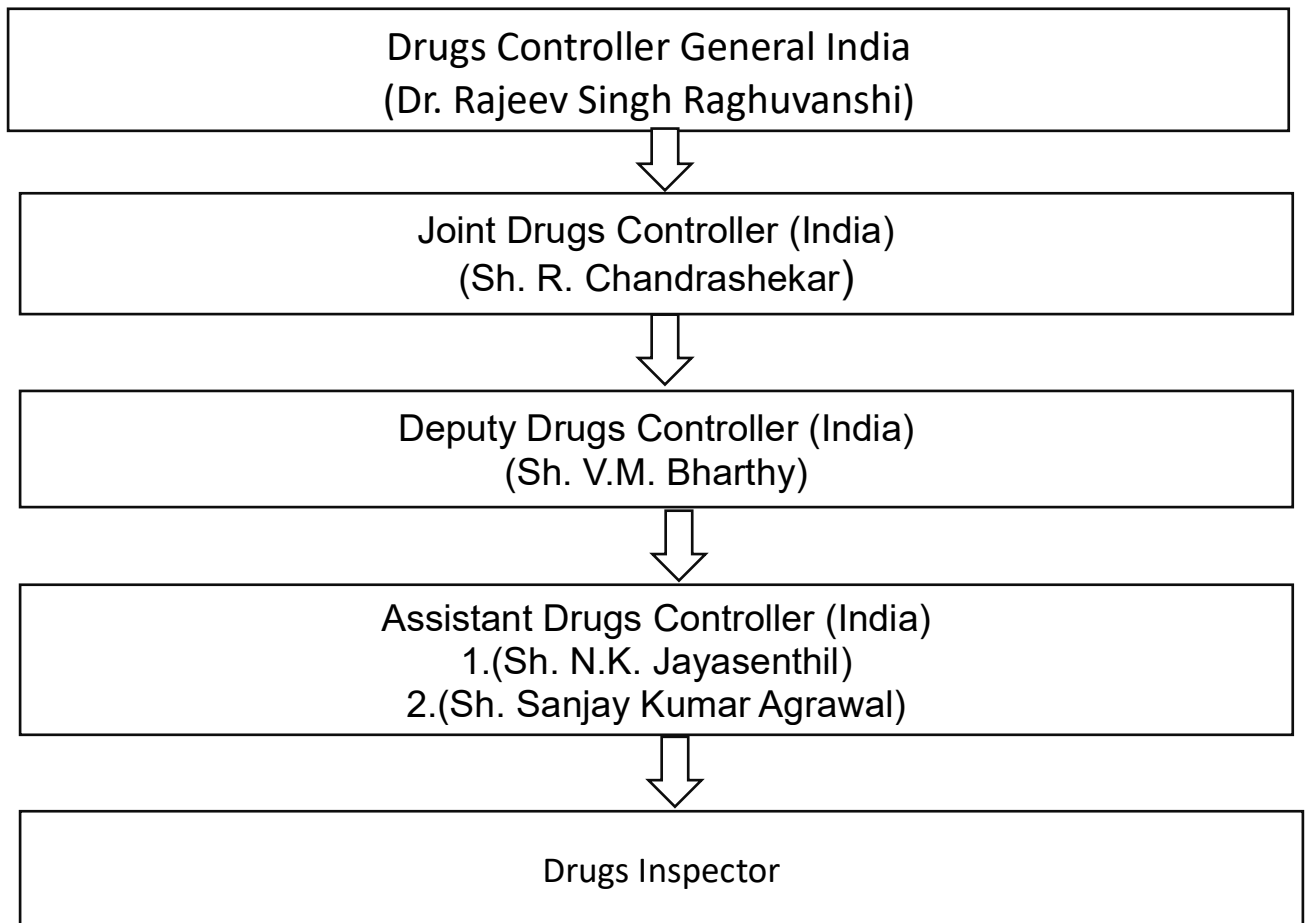 Drugs Controller General India
(Dr. Rajeev Singh Raghuvanshi)
Joint Drugs Controller (India)
(Sh. R. Chandrashekar)
Deputy Drugs Controller (India)
(Sh. V.M. Bharthy)
Assistant Drugs Controller (India)
1.(Sh. N.K. Jayasenthil)
2.(Sh. Sanjay Kumar Agrawal)
Drugs Inspector